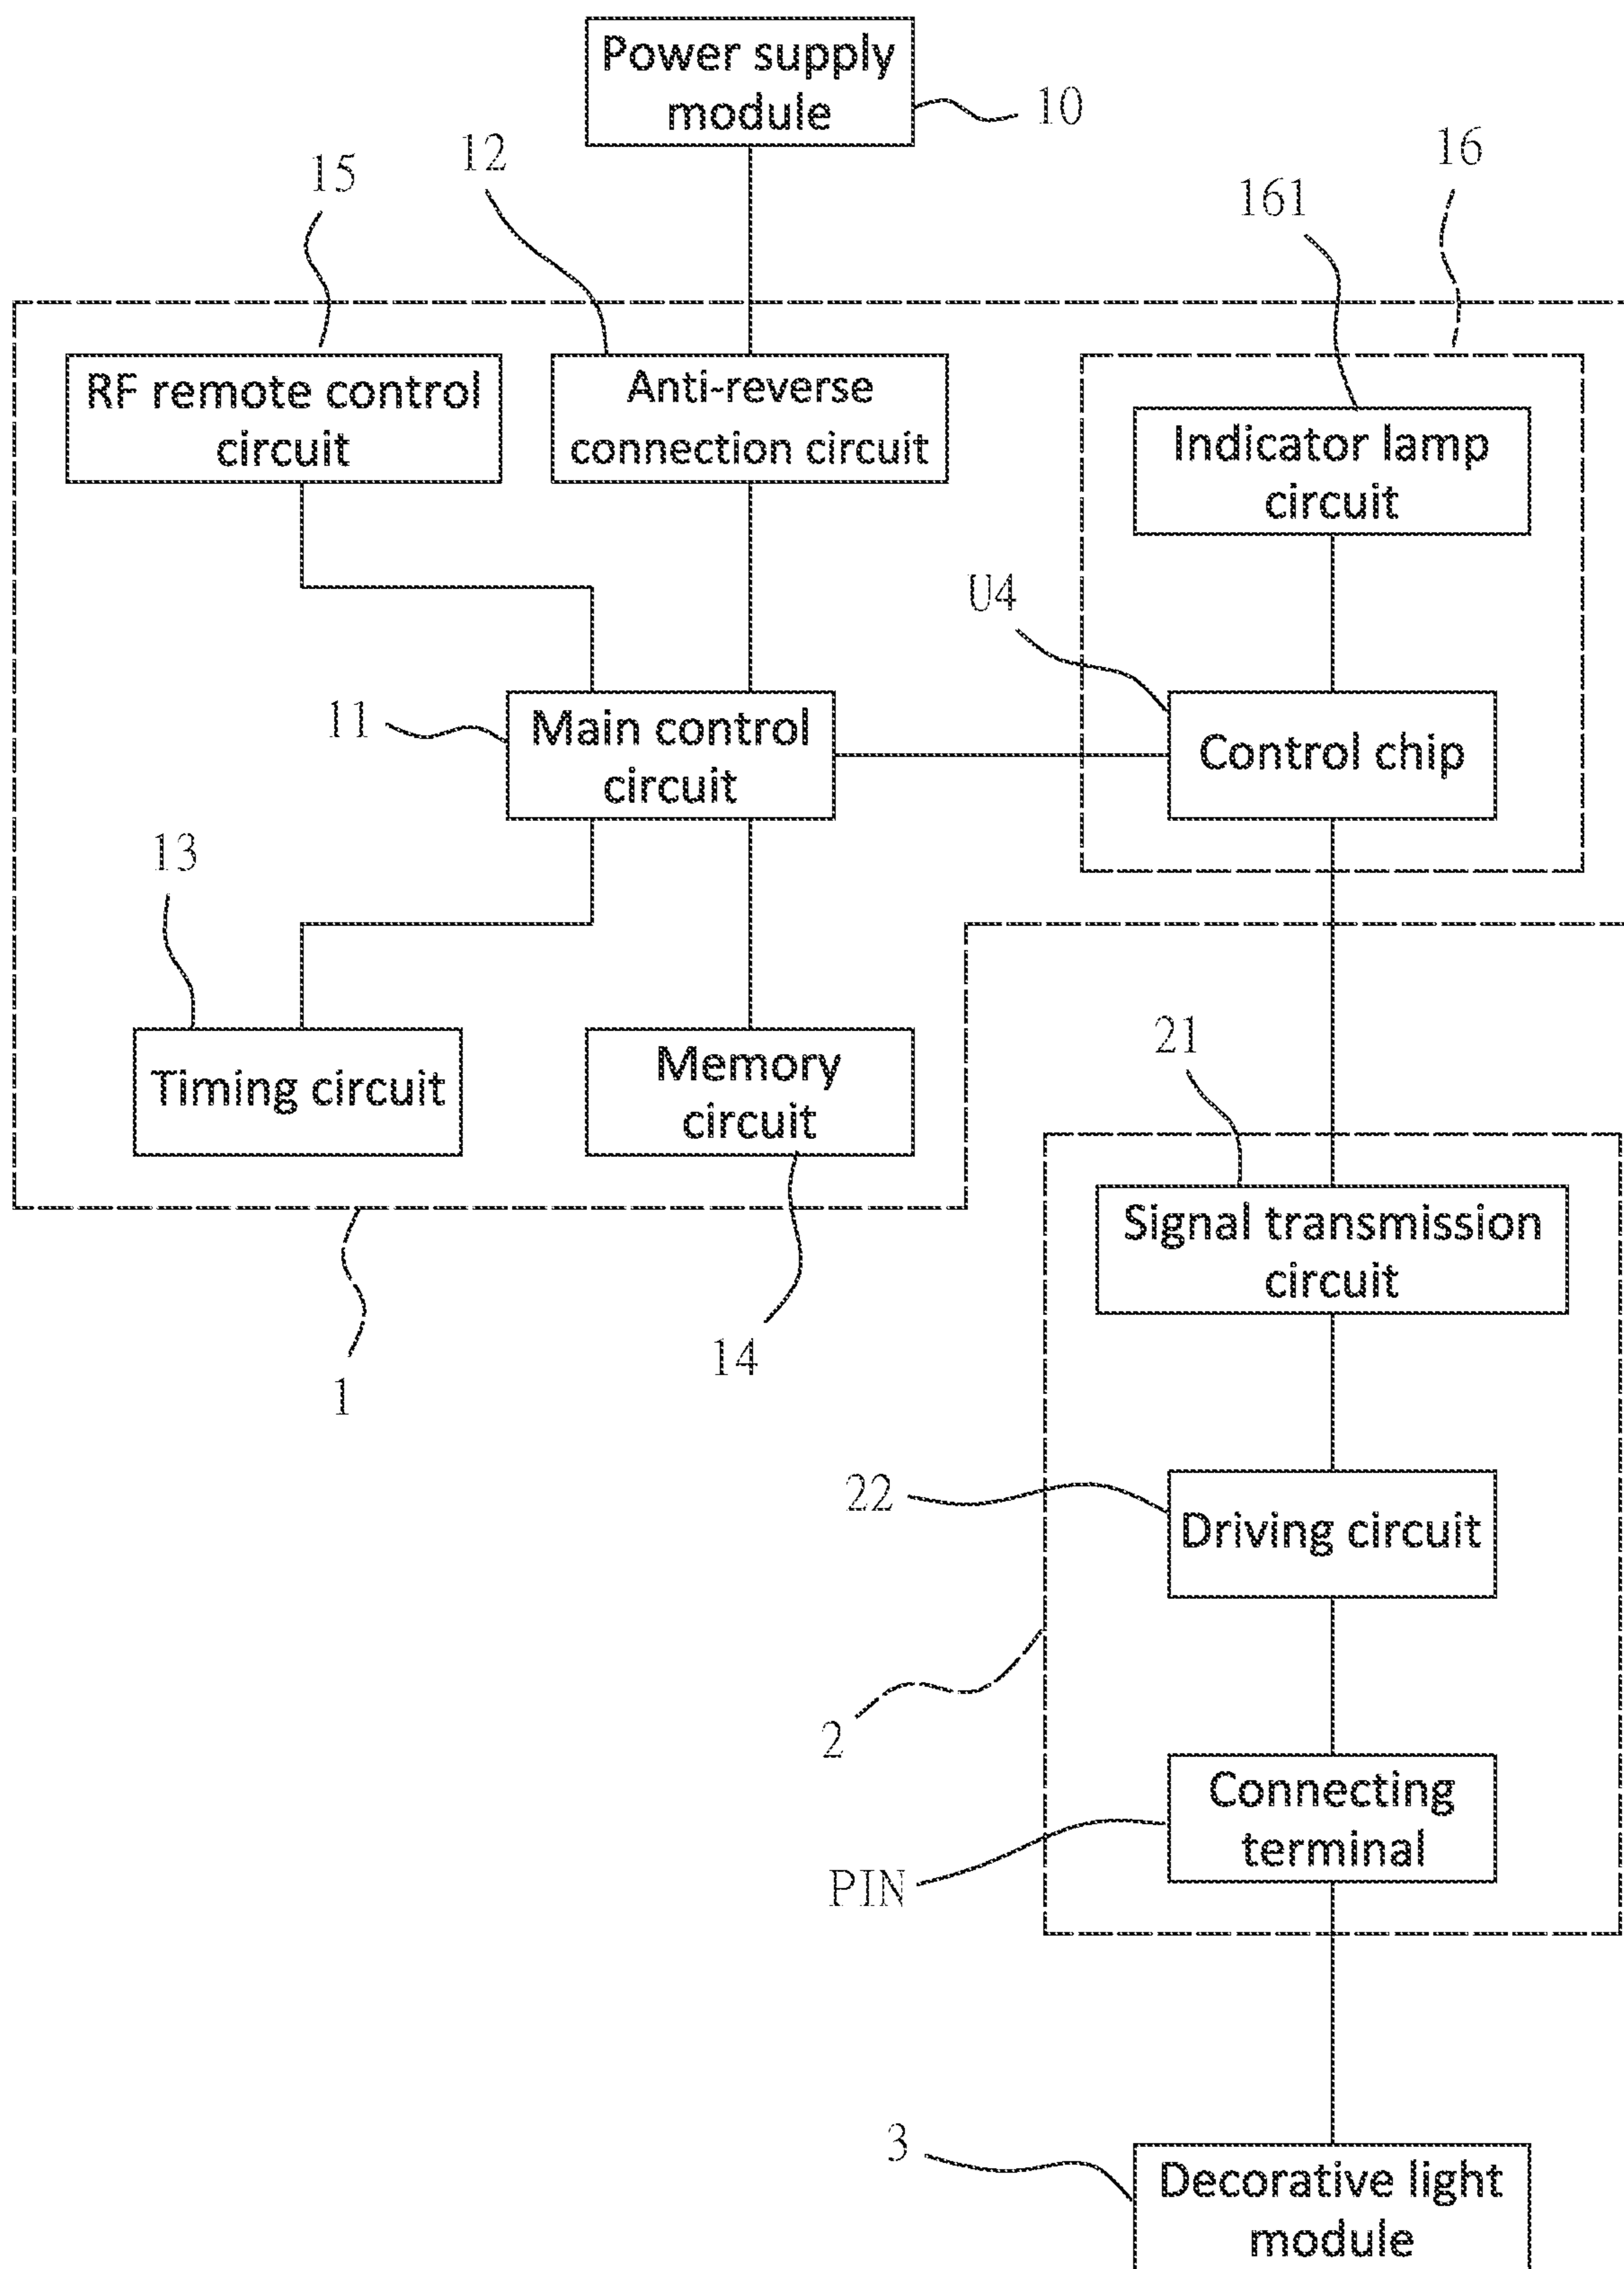 Power supply
module
10
12
15
16
161
RF remote control
circuit
Anti-reverse
connection circuit
Indicator lamp
circuit
U4
11
Main control
circuit
Control chip
13
Timing circuit
Memory
circuit
21
Signal transmission
circuit
14
1
22
Driving circuit
2
Connecting
terminal
PIN
3
Decorative light
module